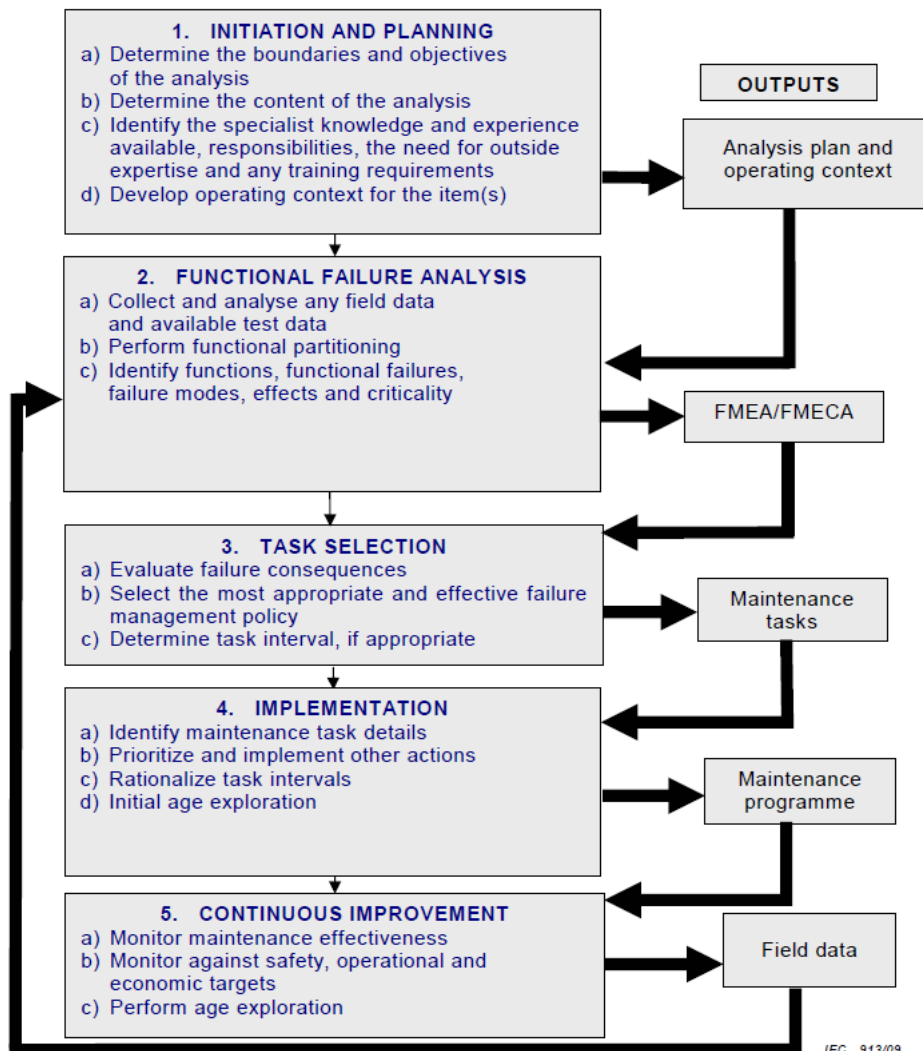 1. INITIATION AND PLANNING
a) Determine the boundaries and objectives
of the analysis
b) Determine the content of the analysis
c) Identify the specialist knowledge and experience
available, responsibilities, the need for outside
expertise and any training requirements
d) Develop operating context for the item(s)
OUTPUTS
Analysis plan and
operating context
2. FUNCTIONAL FAILURE ANALYSIS
a) Collect and analyse any field data
and available test data
b) Perform functional partitioning
c) Identify functions, functional failures,
failure modes, effects and criticality
FMEA/FMECA
3. TASK SELECTION
a) Evaluate failure consequences
b) Select the most appropriate and effective failure
management policy
c) Determine task interval, if appropriate
Maintenance
tasks
4. IMPLEMENTATION
a) Identify maintenance task details
b) Prioritize and implement other actions
c) Rationalize task intervals
d) Initial age exploration
Maintenance
programme
5. CONTINUOUS IMPROVEMENT
a) Monitor maintenance effectiveness
b) Monitor against safety, operational and
economic targets
c) Perform age exploration
Field data
IEC 913/09